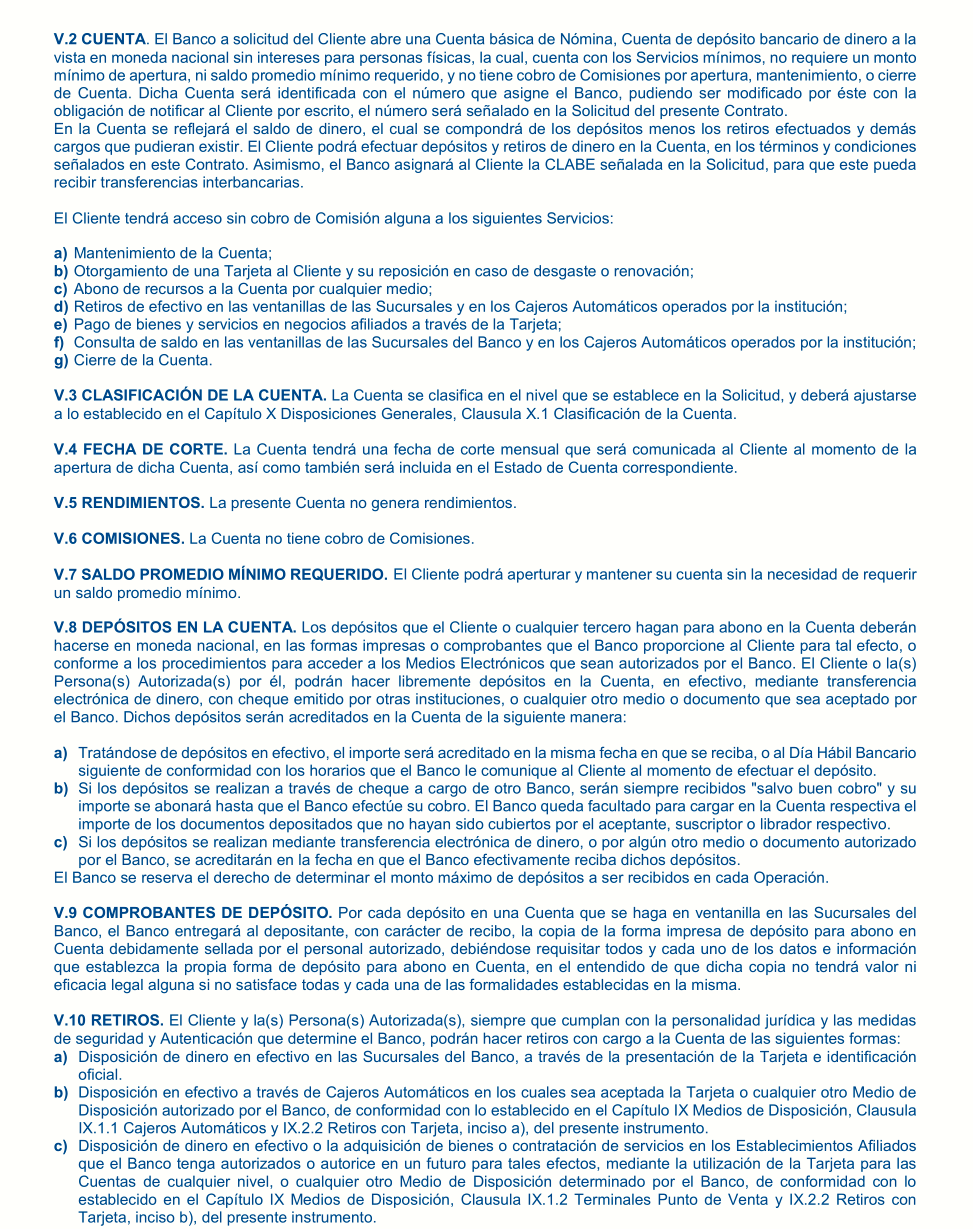 V.2 CUENTA. El Banco a solicitud del Cliente abre una Cuenta básica de Nómina, Cuenta de depósito bancario de dinero a la
vista en moneda nacional sin intereses para personas físicas, la cual, cuenta con los Servicios mínimos, no requiere un monto
mínimo de apertura, ni saldo promedio mínimo requerido, y no tiene cobro de Comisiones por apertura, mantenimiento, o cierre
de Cuenta. Dicha Cuenta será identificada con el número que asigne el Banco, pudiendo ser modificado por éste con la
obligación de notificar al Cliente por escrito, el número será señalado en la Solicitud del presente Contrato.
En la Cuenta se reflejará el saldo de dinero, el cual se compondrá de los depósitos menos los retiros efectuados y demás
cargos que pudieran existir. El Cliente podrá efectuar depósitos y retiros de dinero en la Cuenta, en los términos y condiciones
señalados en este Contrato. Asimismo, el Banco asignará al Cliente la CLABE señalada en la Solicitud, para que este pueda
recibir transferencias interbancarias.
El Cliente tendrá acceso sin cobro de Comisión alguna a los siguientes Servicios:
a) Mantenimiento de la Cuenta;
b) Otorgamiento de una Tarjeta al Cliente y su reposición en caso de desgaste o renovación;
c) Abono de recursos a la Cuenta por cualquier medio;
d) Retiros de efectivo en las ventanillas de las Sucursales y en los Cajeros Automáticos operados por la institución;
e) Pago de bienes y servicios en negocios afiliados a través de la Tarjeta;
f) Consulta de saldo en las ventanillas de las Sucursales del Banco y en los Cajeros Automáticos operados por la institución;
g) Cierre de la Cuenta.
V.3 CLASIFICACIÓN DE LA CUENTA. La Cuenta se clasifica en el nivel que se establece en la Solicitud, y deberá ajustarse
a lo establecido en el Capítulo X Disposiciones Generales, Clausula X.1 Clasificación de la Cuenta.
V.4 FECHA DE CORTE. La Cuenta tendrá una fecha de corte mensual que será comunicada al Cliente al momento de la
apertura de dicha Cuenta, así como también será incluida en el Estado de Cuenta correspondiente.
V.5 RENDIMIENTOS. La presente Cuenta no genera rendimientos.
V.6 COMISIONES. La Cuenta no tiene cobro de Comisiones.
V.7 SALDO PROMEDIO MÍNIMO REQUERIDO. El Cliente podrá aperturar y mantener su cuenta sin la necesidad de requerir
un saldo promedio mínimo.
V.8 DEPÓSITOS EN LA CUENTA. Los depósitos que el Cliente o cualquier tercero hagan para abono en la Cuenta deberán
hacerse en moneda nacional, en las formas impresas o comprobantes que el Banco proporcione al Cliente para tal efecto, o
conforme a los procedimientos para acceder a los Medios Electrónicos que sean autorizados por el Banco. El Cliente o la(s)
Persona(s) Autorizada(s) por él, podrán hacer libremente depósitos en la Cuenta, en efectivo, mediante transferencia
electrónica de dinero, con cheque emitido por otras instituciones, o cualquier otro medio o documento que sea aceptado por
el Banco. Dichos depósitos serán acreditados en la Cuenta de la siguiente manera:
a) Tratándose de depósitos en efectivo, el importe será acreditado en la misma fecha en que se reciba, o al Día Hábil Bancario
siguiente de conformidad con los horarios que el Banco le comunique al Cliente al momento de efectuar el depósito.
b) Si los depósitos se realizan a través de cheque a cargo de otro Banco, serán siempre recibidos "salvo buen cobro" y su
importe se abonará hasta que el Banco efectúe su cobro. El Banco queda facultado para cargar en la Cuenta respectiva el
importe de los documentos depositados que no hayan sido cubiertos por el aceptante, suscriptor o librador respectivo.
c) Si los depósitos se realizan mediante transferencia electrónica de dinero, o por algún otro medio o documento autorizado
por el Banco, se acreditarán en la fecha en que el Banco efectivamente reciba dichos depósitos.
El Banco se reserva el derecho de determinar el monto máximo de depósitos a ser recibidos en cada Operación.
V.9 COMPROBANTES DE DEPÓSITO. Por cada depósito en una Cuenta que se haga en ventanilla en las Sucursales del
Banco, el Banco entregará al depositante, con carácter de recibo, la copia de la forma impresa de depósito para abono en
Cuenta debidamente sellada por el personal autorizado, debiéndose requisitar todos y cada uno de los datos e información
que establezca la propia forma de depósito para abono en Cuenta, en el entendido de que dicha copia no tendrá valor ni
eficacia legal alguna si no satisface todas y cada una de las formalidades establecidas en la misma.
V.10 RETIROS. El Cliente y la(s) Persona(s) Autorizada(s), siempre que cumplan con la personalidad jurídica y las medidas
de seguridad y Autenticación que determine el Banco, podrán hacer retiros con cargo a la Cuenta de las siguientes formas:
a) Disposición de dinero en efectivo en las Sucursales del Banco, a través de la presentación de la Tarjeta e identificación
oficial.
b) Disposición en efectivo a través de Cajeros Automáticos en los cuales sea aceptada la Tarjeta o cualquier otro Medio de
Disposición autorizado por el Banco, de conformidad con lo establecido en el Capítulo IX Medios de Disposición, Clausula
IX.1.1 Cajeros Automáticos y IX.2.2 Retiros con Tarjeta, inciso a), del presente instrumento.
c) Disposición de dinero en efectivo o la adquisición de bienes o contratación de servicios en los Establecimientos Afiliados
que el Banco tenga autorizados o autorice en un futuro para tales efectos, mediante la utilización de la Tarjeta para las
Cuentas de cualquier nivel, o cualquier otro Medio de Disposición determinado por el Banco, de conformidad con lo
establecido en el Capítulo IX Medios de Disposición, Clausula IX.1.2 Terminales Punto de Venta y IX.2.2 Retiros con
Tarjeta, inciso b), del presente instrumento.